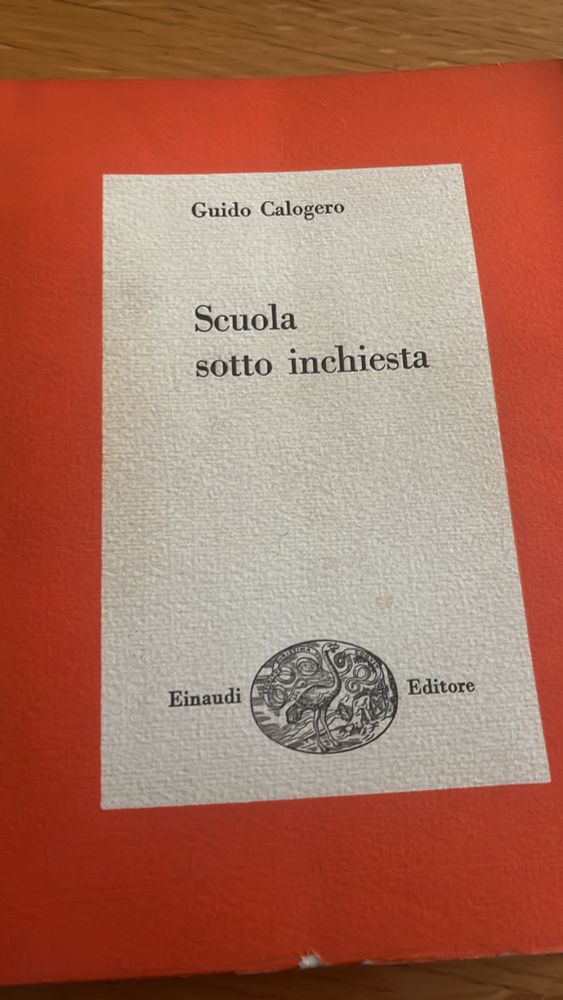 Guido Calogero
Scuola
sotto inchiesta
Einaudi
Editore